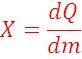 X = dQ/dm